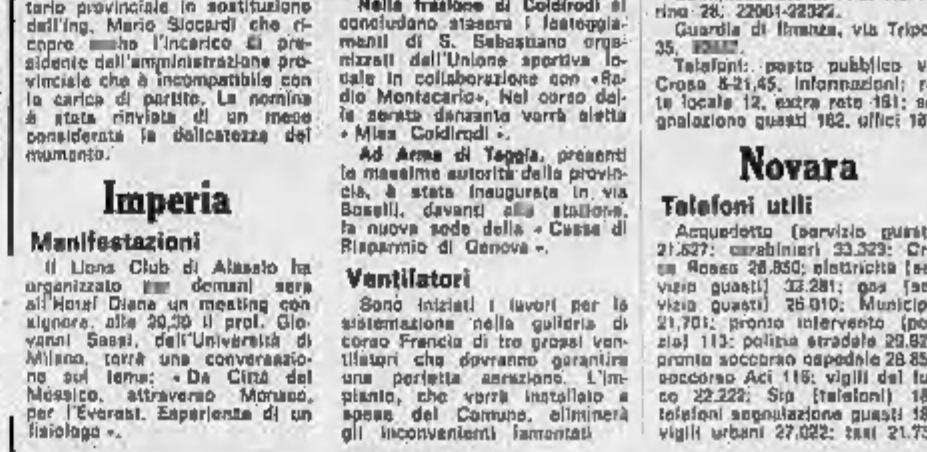 tario provinciale in sostituzione
dell'ing. Mario Siccardi che ri-
copre l'incarico di pre-
sidente dell'amministrazione pro-
vinciale che è incompatibile con
la carica di partito. La nomina
è stata rinviata di un mese
considerata la delicatezza del
momento.
Imperia
Manifestazioni
Il Lions Club di Alassio ha
organizzato domani sera
all'Hotel Diana un meeting con
signore, alle 20,30 il prof. Gio-
vanni Sassi, dell'Università di
Milano, terrà una conversazio-
ne sul tema: « Da Città del
Messico, attraverso Monaco,
per l'Everest. Esperienze di un
fisiologo ».
Nella frazione di Coldirodi si
concludono stasera i festeggia-
menti di S. Sebastiano orga-
nizzati dall'Unione sportiva lo-
cale in collaborazione con «Ra-
dio Montecarlo». Nel corso del-
la serata danzante verrà eletta
« Miss Coldirodi ».
Ad Arma di Taggia, presenti
le massime autorità della provin-
cia, è stata inaugurata in via
Boselli, davanti alla stazione,
la nuova sede della « Cassa di
Risparmio di Genova ».
Ventilatori
Sono iniziati i lavori per la
sistemazione nella galleria di
corso Francia di tre grossi ven-
tilatori che dovranno garantire
una perfetta aerazione. L'im-
pianto, che verrà installato a
spese del Comune, eliminerà
gli inconvenienti lamentati
rino 28; 22001-22322.
Guardia di finanza, via Tripo
35,
Telefoni: posto pubblico v
Crosa 8-21,45. Informazioni: r
te locale 12, extra rete 181; se
gnalazione guasti 182, uffici 18
Novara
Telefoni utili
Acquedotto (servizio guast
21.627; carabinieri 33.323; Cr
ce Rossa 28.850; elettricità (se
vizio guasti) 33.281; gas (se
vizio guasti) 26.010; Municip
21.701; pronto intervento (po
zia) 113; polizia stradale
pronto soccorso ospedale 28.85
soccorso Aci 116; vigili del fu
co 22.222; Sip (telefoni) 18
telefoni segnalazione guasti 18
vigili urbani 27.022; taxi 21.73